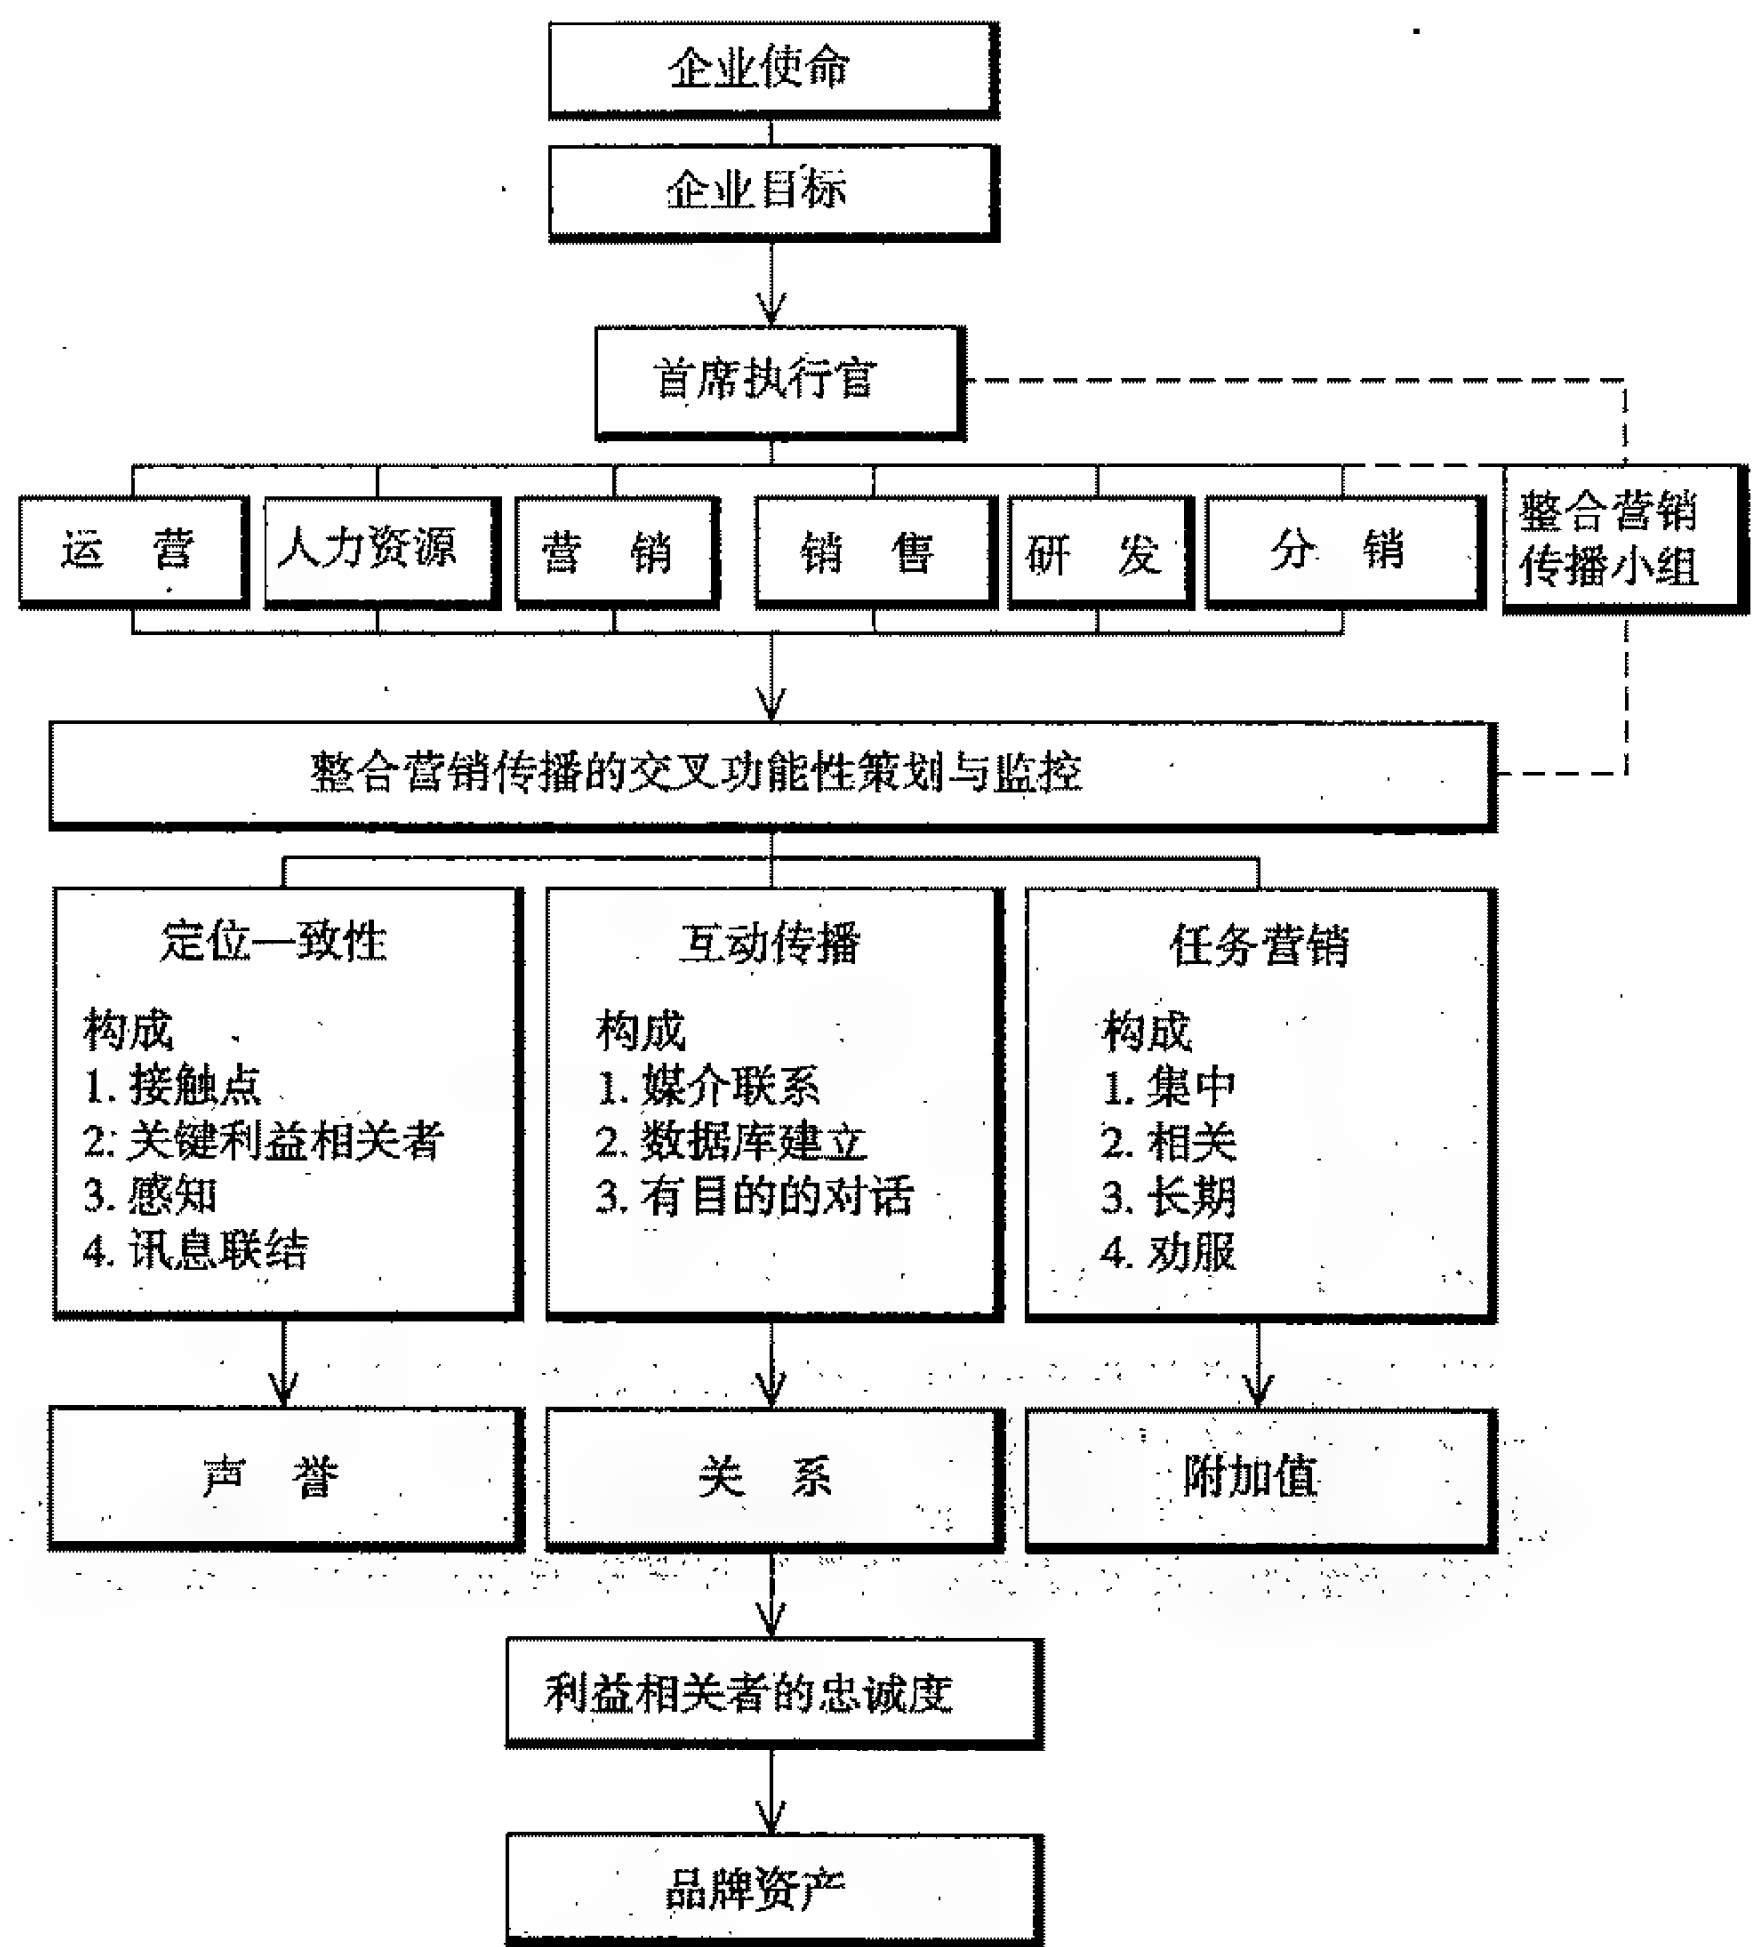 企业使命
企业目标
首席执行官
运 营
人力资源
营 销
销 售
研 发
分 销
整合营销
传播小组
整合营销传播的交叉功能性策划与监控
定位一致性
构成
1. 接触点
2: 关键利益相关者
3. 感知
4. 讯息联结
互动传播
构成
1. 媒介联系
2. 数据库建立
3. 有目的的对话
任务营销
构成
1. 集中
2. 相关
3. 长期
4. 劝服
声 誉
关 系
附加值
利益相关者的忠诚度
品牌资产